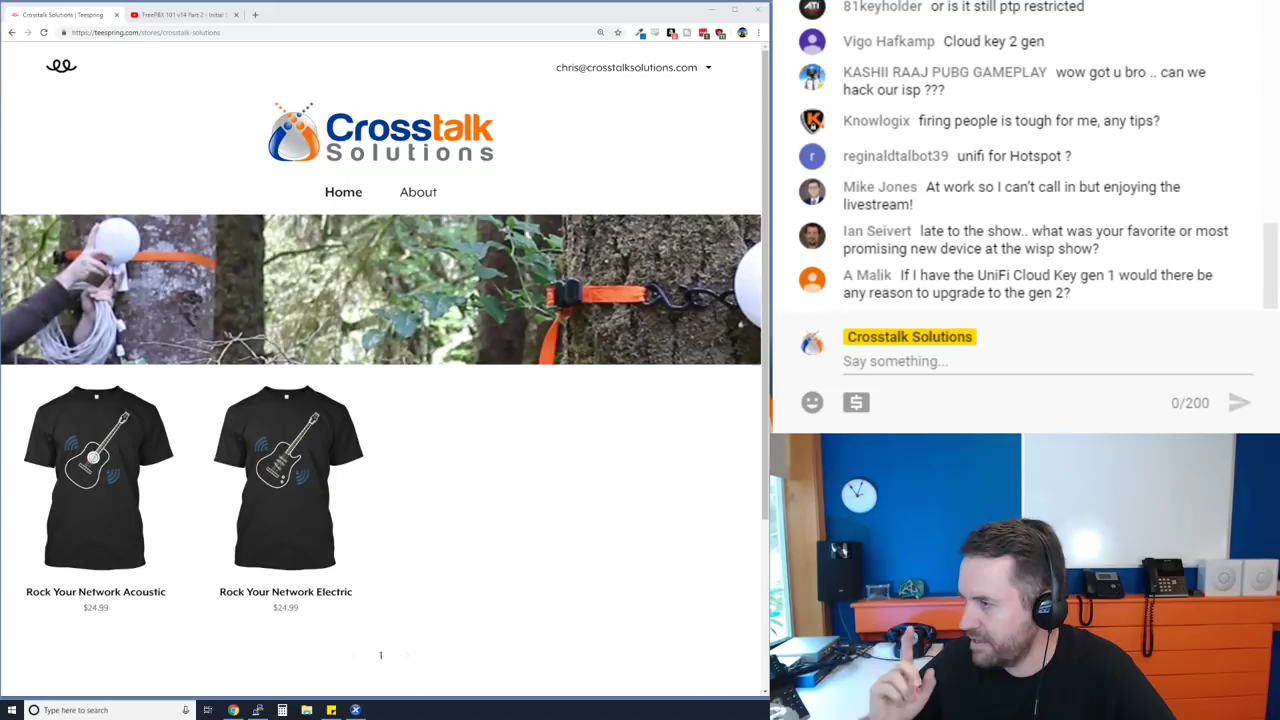 Crosstalk Solutions | Teespring
FreePBX 101 v14 Part 2 - Initial
https://teespring.com/stores/crosstalk-solutions
chris@crosstalksolutions.com
Crosstalk
Solutions
Home
About
Rock Your Network Acoustic
$24.99
Rock Your Network Electric
$24.99
1
Type here to search
81keyholder or is it still ptp restricted
Vigo Hafkamp Cloud key 2 gen
KASHII RAAJ PUBG GAMEPLAY wow got u bro .. can we
hack our isp ???
Knowlogix firing people is tough for me, any tips?
reginaldtalbot39 unifi for Hotspot ?
Mike Jones At work so I can't call in but enjoying the
livestream!
Ian Seivert late to the show.. what was your favorite or most
promising new device at the wisp show?
A Malik If I have the UniFi Cloud Key gen 1 would there be
any reason to upgrade to the gen 2?
Crosstalk Solutions
Say something...
0/200